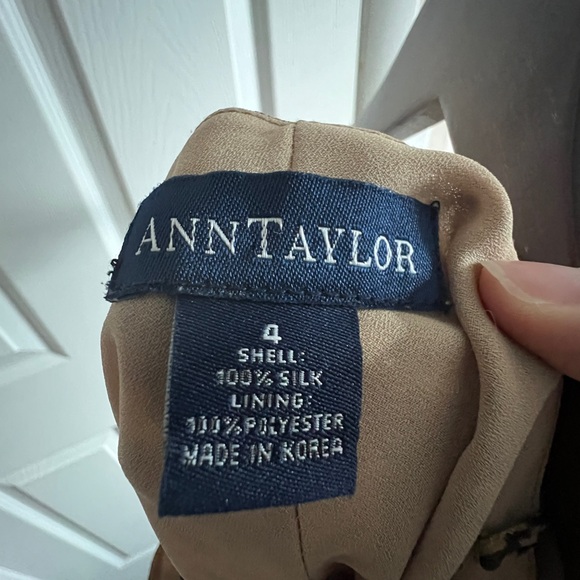 ANNTAYLOR
4
SHELL:
100% SILK
LINING:
100% POLYESTER
MADE IN KOREA